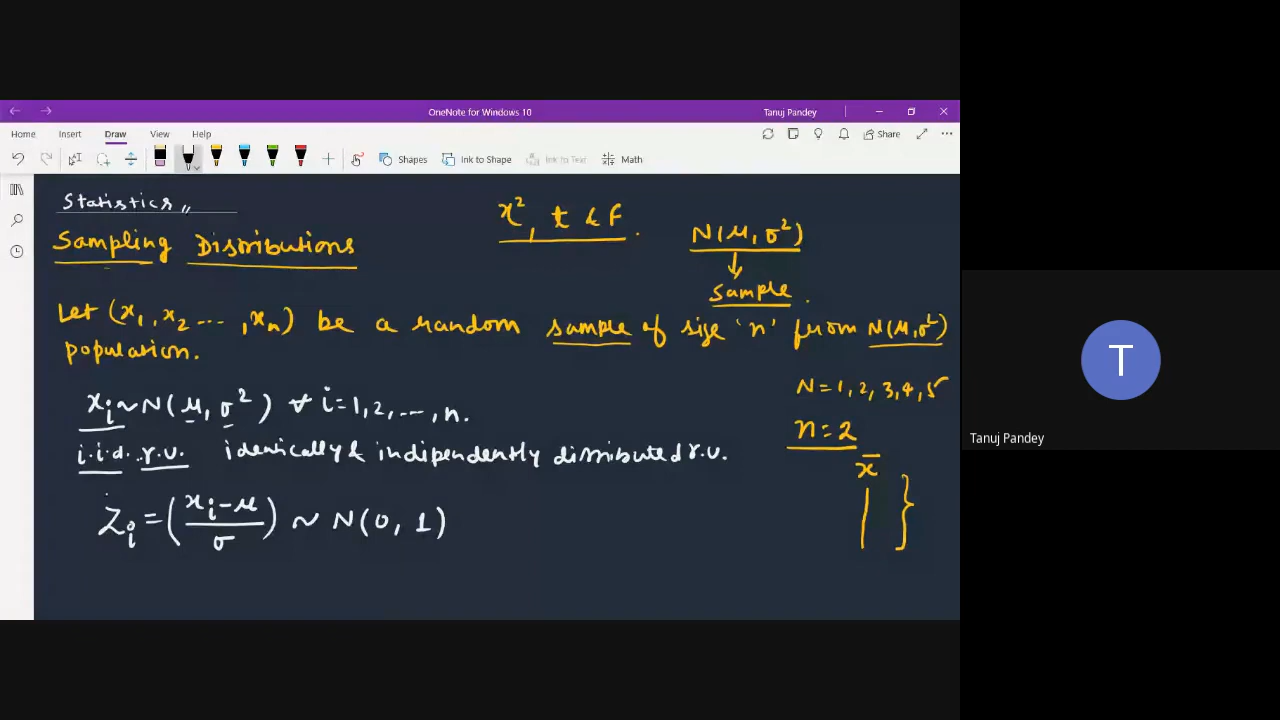 OneNote for Windows 10
Tanuj Pandey
Home Insert Draw View Help
Share
Shapes Ink to Shape Ink to Text Math
Statistics,,
Sampling Distributions
x², t & F.
N(μ, σ²)
↓
Sample.
Let (x₁, x₂ ..., xₙ) be a random sample of size 'n' from N(μ, σ²)
population.
xᵢ ~ N(μ, σ²) ∀ i = 1, 2, ..., n.
i.i.d. r.v. identically & indipendently distributed r.v.
Zᵢ = (xᵢ - μ / σ) ~ N(0, 1)
N = 1, 2, 3, 4, 5
n = 2
x̅
T
Tanuj Pandey